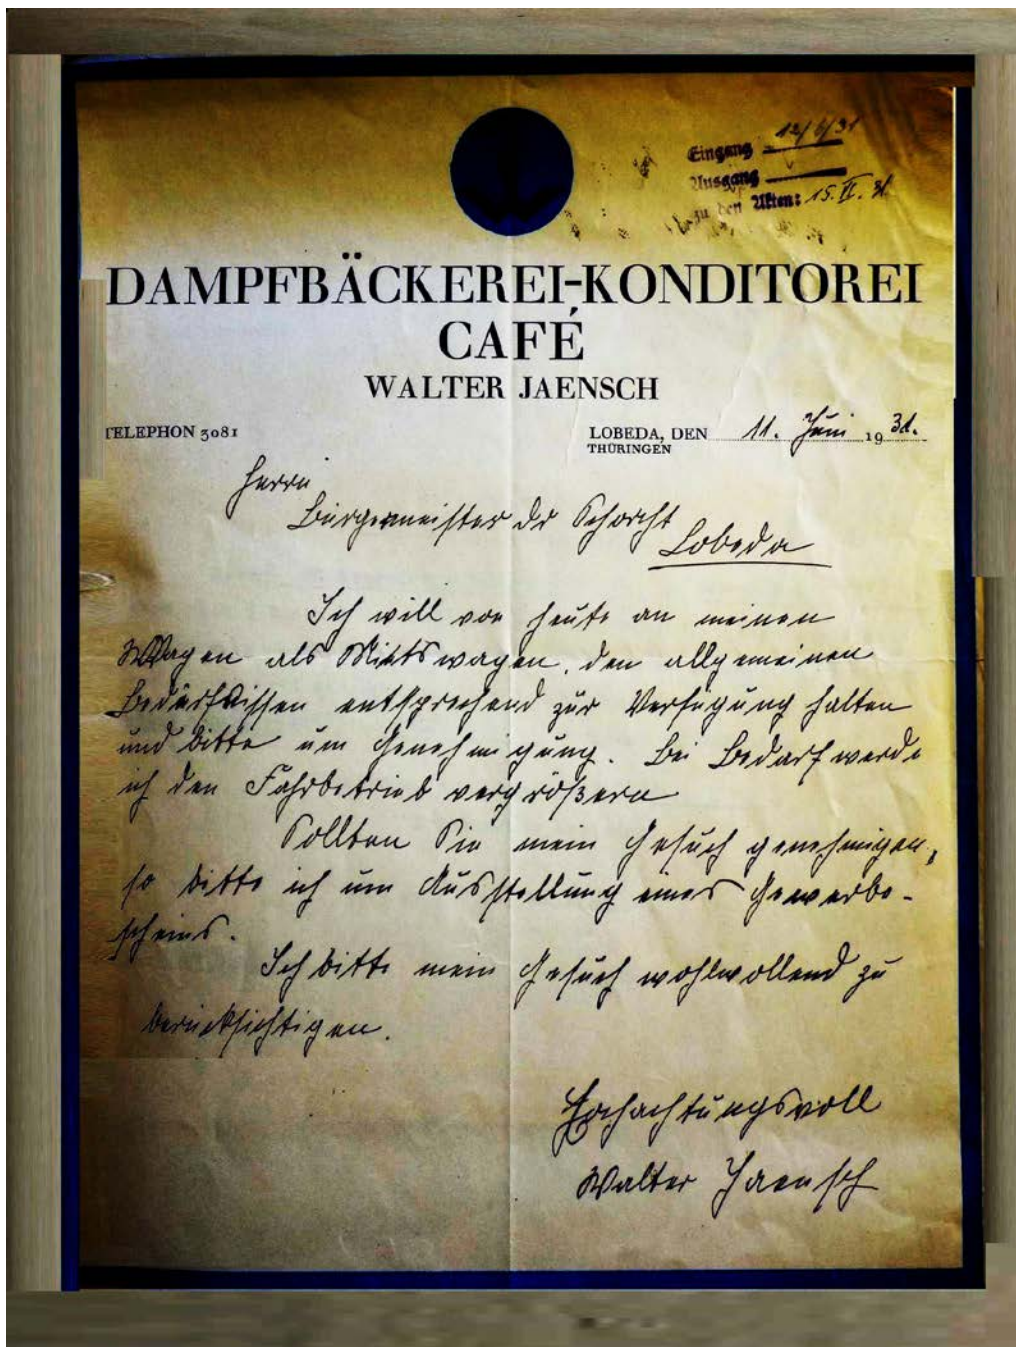 Eingang 12/6/31
Ausgang
zu den Akten: 15. VI. 31
DAMPFBÄCKEREI-KONDITOREI
CAFÉ
WALTER JAENSCH
TELEPHON 3081
LOBEDA, DEN 11. Juni 1931.
THÜRINGEN
Herrn
Bürgermeister Dr Schorcht
Lobeda
Ich will von heute an meinen
Wagen als Mietswagen, den allgemeinen
Bedürfnissen entsprechend zur Verfügung halten
und bitte um Genehmigung. Bei Bedarf werde
ich den Fahrbetrieb vergrößern
Sollten Sie mein Gesuch genehmigen,
so bitte ich um Ausstellung eines Gewerbe-
scheins.
Ich bitte mein Gesuch wohlwollend zu
berücksichtigen.
Hochachtungsvoll
Walter Jaensch